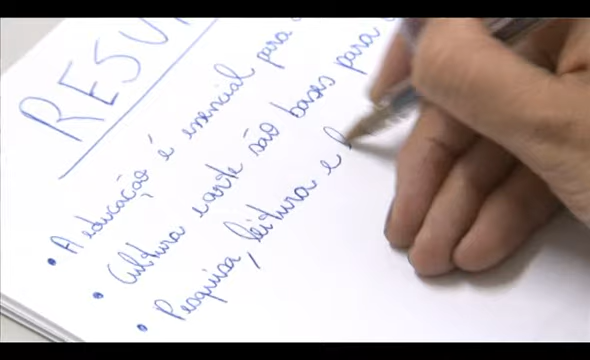 RESU
• A educação é essencial para
• Cultura e arte são bases para
• Pesquisa, leitura e